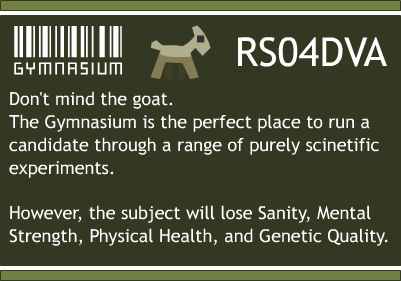 GYMNASIUM
RS04DVA
Don't mind the goat.
The Gymnasium is the perfect place to run a
candidate through a range of purely scinetific
experiments.
However, the subject will lose Sanity, Mental
Strength, Physical Health, and Genetic Quality.